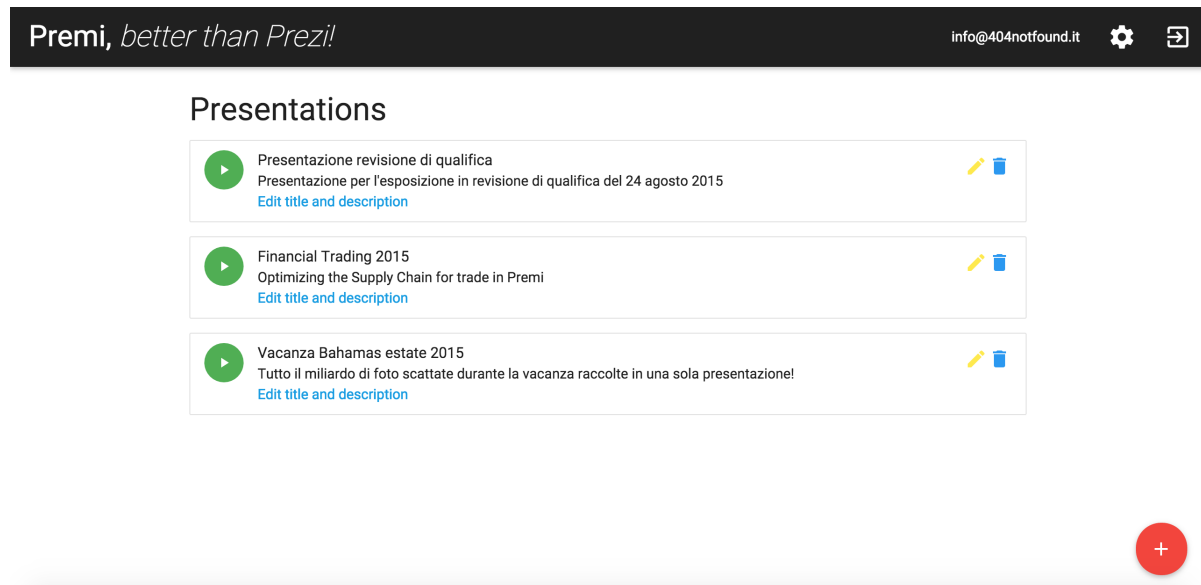 Premi, better than Prezi!
info@404notfound.it
Presentations
Presentazione revisione di qualifica
Presentazione per l'esposizione in revisione di qualifica del 24 agosto 2015
Edit title and description
Financial Trading 2015
Optimizing the Supply Chain for trade in Premi
Edit title and description
Vacanza Bahamas estate 2015
Tutto il miliardo di foto scattate durante la vacanza raccolte in una sola presentazione!
Edit title and description